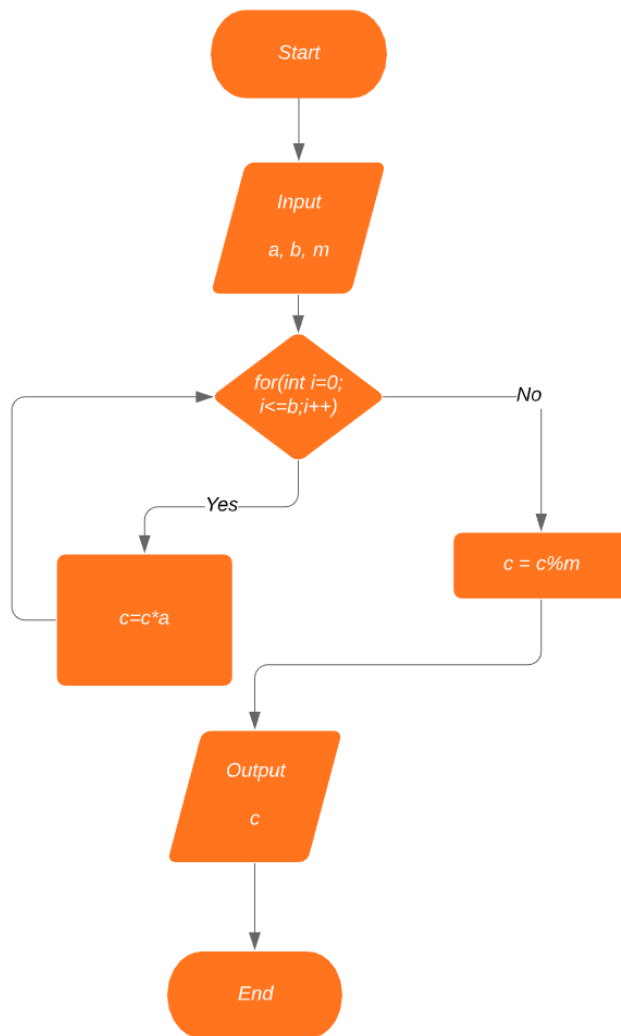 Start
Input
a, b, m
for(int i=0;
i<=b;i++)
No
Yes
c = c%m
c=c*a
Output
c
End